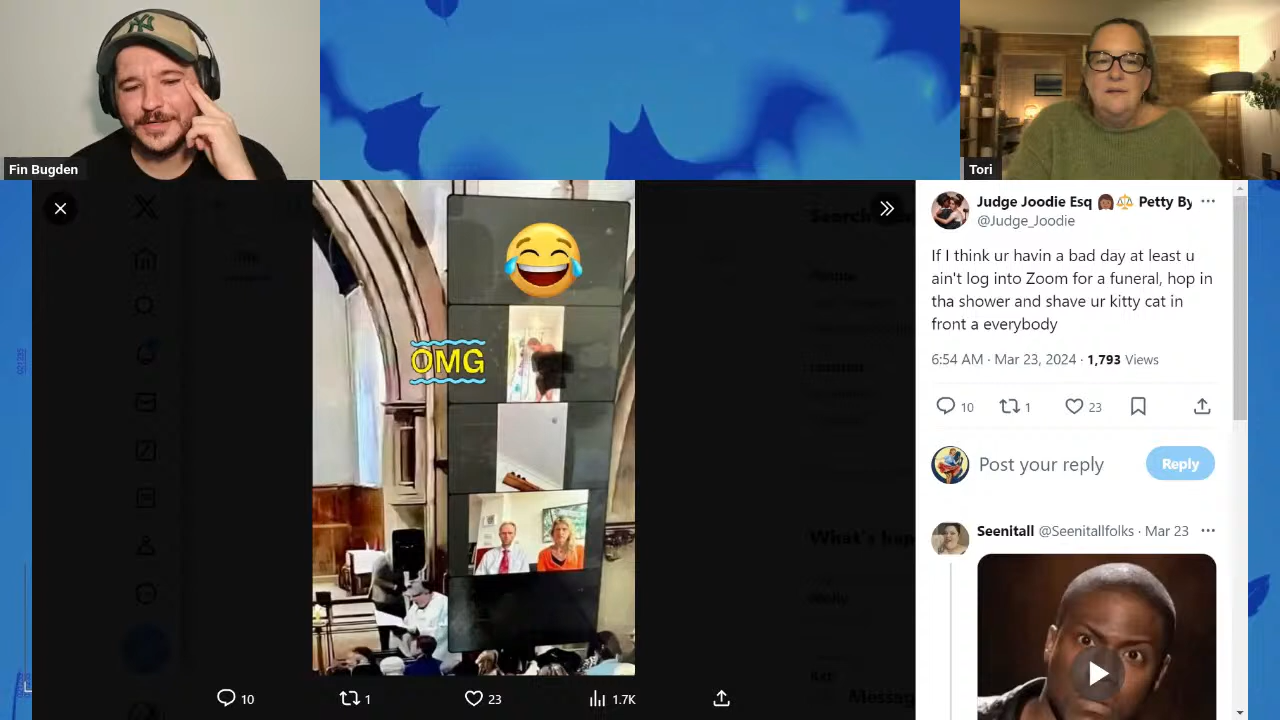 Fin Bugden
Tori
OMG
10
1
23
1.7K
Judge Joodie Esq Petty By
@Judge_Joodie
If I think ur havin a bad day at least u
ain't log into Zoom for a funeral, hop in
tha shower and shave ur kitty cat in
front a everybody
6:54 AM · Mar 23, 2024 · 1,793 Views
10 1 23
Post your reply
Reply
Seenitall @Seenitallfolks · Mar 23
What's hap
Messag